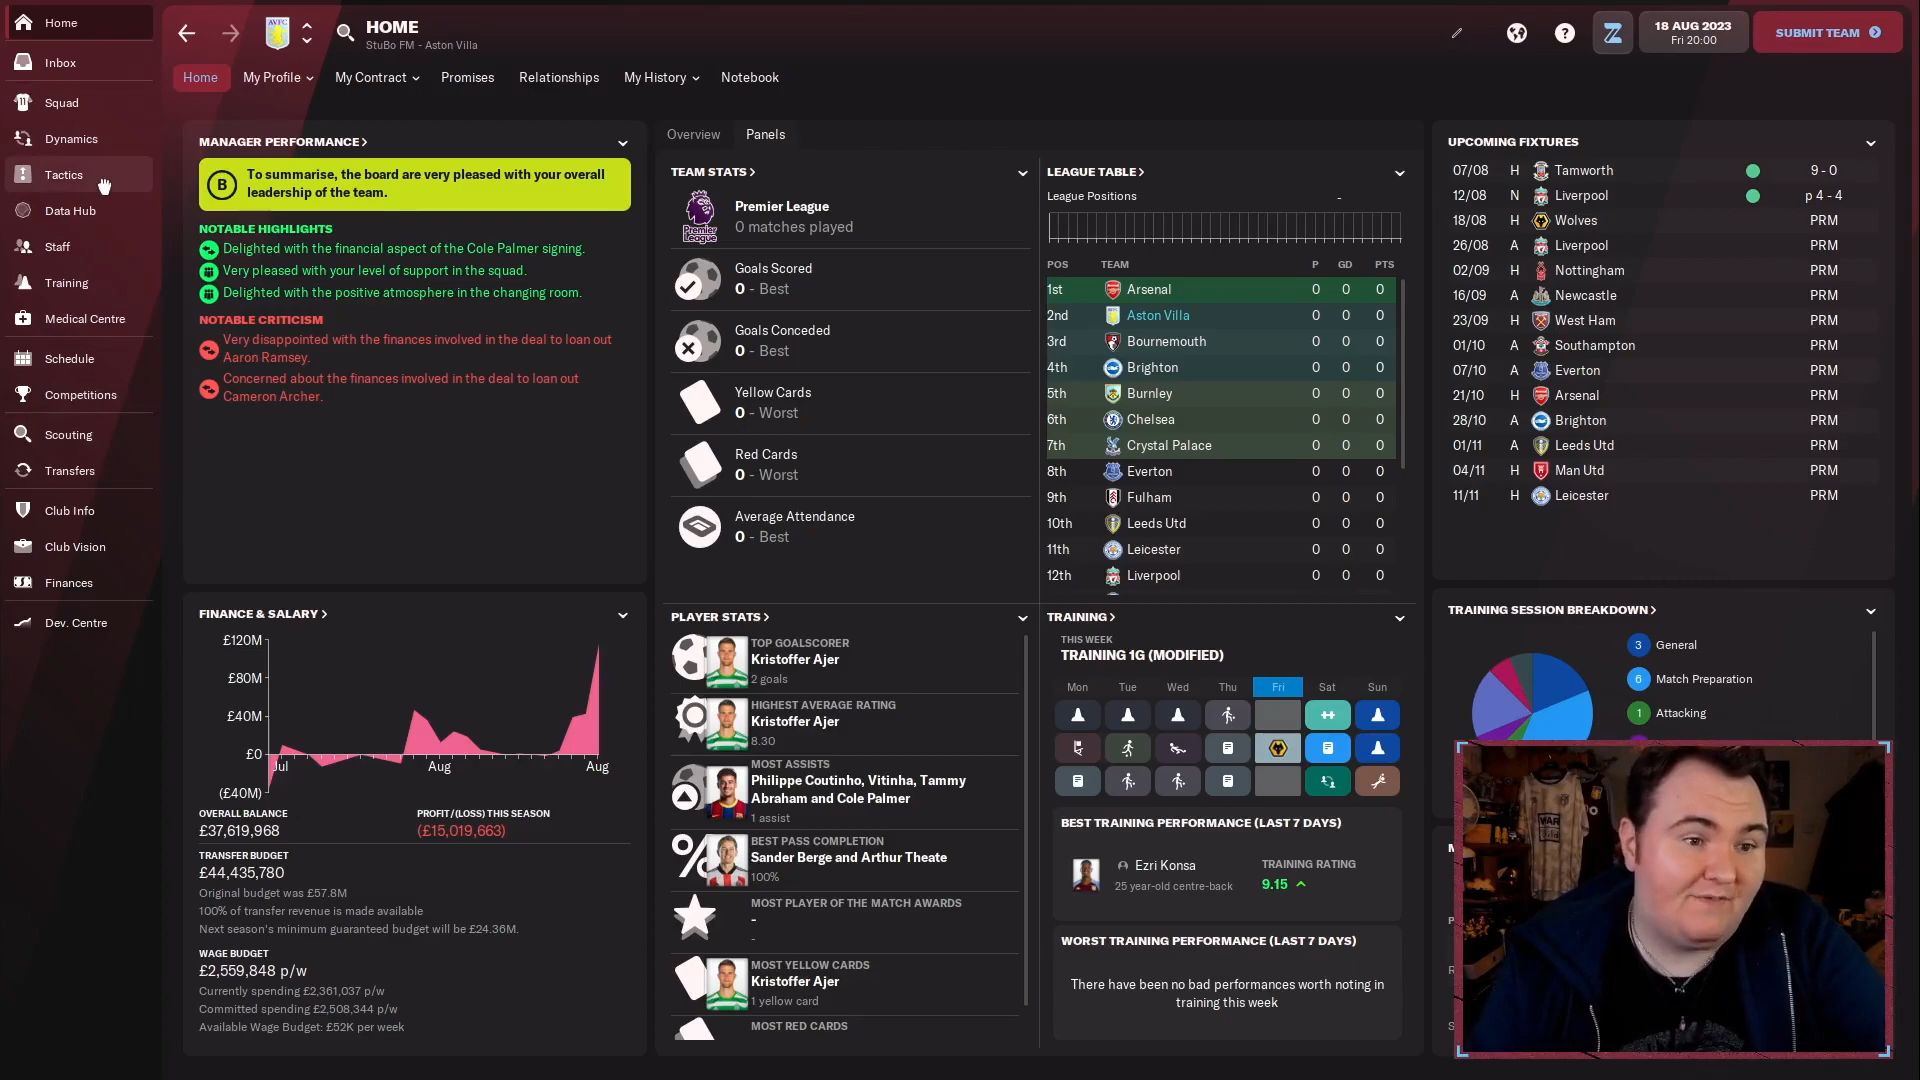 Home
Inbox
Squad
Dynamics
Tactics
Data Hub
Staff
Training
Medical Centre
Schedule
Competitions
Scouting
Transfers
Club Info
Club Vision
Finances
Dev. Centre
AVFC
HOME
StuBo FM - Aston Villa
18 AUG 2023
Fri 20:00
SUBMIT TEAM
Home
My Profile
My Contract
Promises
Relationships
My History
Notebook
MANAGER PERFORMANCE
B
To summarise, the board are very pleased with your overall
leadership of the team.
NOTABLE HIGHLIGHTS
Delighted with the financial aspect of the Cole Palmer signing.
Very pleased with your level of support in the squad.
Delighted with the positive atmosphere in the changing room.
NOTABLE CRITICISM
Very disappointed with the finances involved in the deal to loan out
Aaron Ramsey.
Concerned about the finances involved in the deal to loan out
Cameron Archer.
FINANCE & SALARY
£120M
£80M
£40M
£0
(£40M)
Jul
Aug
Aug
OVERALL BALANCE
£37,619,968
PROFIT/(LOSS) THIS SEASON
(£15,019,663)
TRANSFER BUDGET
£44,435,780
Original budget was £57.8M
100% of transfer revenue is made available
Next season's minimum guaranteed budget will be £24.36M.
WAGE BUDGET
£2,559,848 p/w
Currently spending £2,361,037 p/w
Committed spending £2,508,344 p/w
Available Wage Budget: £52K per week
Overview
Panels
TEAM STATS
Premier League
0 matches played
Premier
League
Goals Scored
0 - Best
Goals Conceded
0 - Best
Yellow Cards
0 - Worst
Red Cards
0 - Worst
Average Attendance
0 - Best
LEAGUE TABLE
League Positions -
POS TEAM P GD PTS
1st Arsenal 0 0 0
2nd Aston Villa 0 0 0
3rd Bournemouth 0 0 0
4th Brighton 0 0 0
5th Burnley 0 0 0
6th Chelsea 0 0 0
7th Crystal Palace 0 0 0
8th Everton 0 0 0
9th Fulham 0 0 0
10th Leeds Utd 0 0 0
11th Leicester 0 0 0
12th Liverpool 0 0 0
PLAYER STATS
TOP GOALSCORER
Kristoffer Ajer
2 goals
HIGHEST AVERAGE RATING
Kristoffer Ajer
8.30
MOST ASSISTS
Philippe Coutinho, Vitinha, Tammy
Abraham and Cole Palmer
1 assist
BEST PASS COMPLETION
Sander Berge and Arthur Theate
100%
MOST PLAYER OF THE MATCH AWARDS
-
-
MOST YELLOW CARDS
Kristoffer Ajer
1 yellow card
MOST RED CARDS
TRAINING
THIS WEEK
TRAINING 1G (MODIFIED)
Mon Tue Wed Thu Fri Sat Sun
BEST TRAINING PERFORMANCE (LAST 7 DAYS)
Ezri Konsa
25 year-old centre-back
TRAINING RATING
9.15
WORST TRAINING PERFORMANCE (LAST 7 DAYS)
There have been no bad performances worth noting in
training this week
UPCOMING FIXTURES
07/08 H Tamworth 9 - 0
12/08 N Liverpool p 4 - 4
18/08 H Wolves PRM
26/08 A Liverpool PRM
02/09 H Nottingham PRM
16/09 A Newcastle PRM
23/09 H West Ham PRM
01/10 A Southampton PRM
07/10 A Everton PRM
21/10 H Arsenal PRM
28/10 A Brighton PRM
01/11 A Leeds Utd PRM
04/11 H Man Utd PRM
11/11 H Leicester PRM
TRAINING SESSION BREAKDOWN
3 General
6 Match Preparation
1 Attacking
WAR